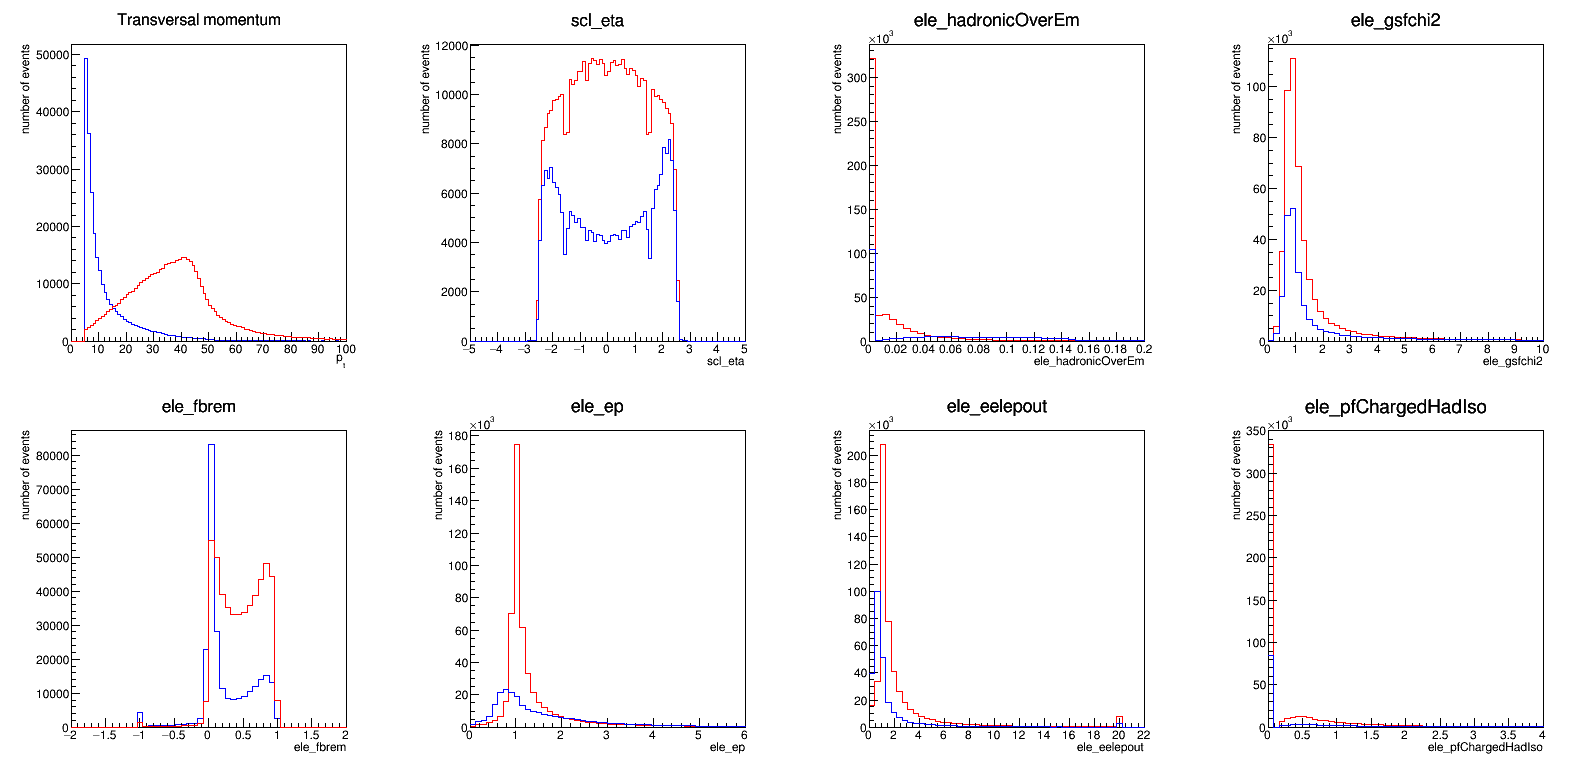 Transversal momentum
number of events
50000
40000
30000
20000
10000
0
0 10 20 30 40 50 60 70 80 90 100
p_t
scl_eta
number of events
12000
10000
8000
6000
4000
2000
0
−5 −4 −3 −2 −1 0 1 2 3 4 5
scl_eta
ele_hadronicOverEm
×10³
number of events
300
250
200
150
100
50
0
0 0.02 0.04 0.06 0.08 0.1 0.12 0.14 0.16 0.18 0.2
ele_hadronicOverEm
ele_gsfchi2
×10³
number of events
100
80
60
40
20
0
0 1 2 3 4 5 6 7 8 9 10
ele_gsfchi2
ele_fbrem
number of events
80000
70000
60000
50000
40000
30000
20000
10000
0
−2 −1.5 −1 −0.5 0 0.5 1 1.5 2
ele_fbrem
ele_ep
×10³
number of events
180
160
140
120
100
80
60
40
20
0
0 1 2 3 4 5 6
ele_ep
ele_eelepout
×10³
number of events
200
180
160
140
120
100
80
60
40
20
0
0 2 4 6 8 10 12 14 16 18 20 22
ele_eelepout
ele_pfChargedHadIso
×10³
number of events
350
300
250
200
150
100
50
0
0 0.5 1 1.5 2 2.5 3 3.5 4
ele_pfChargedHadIso